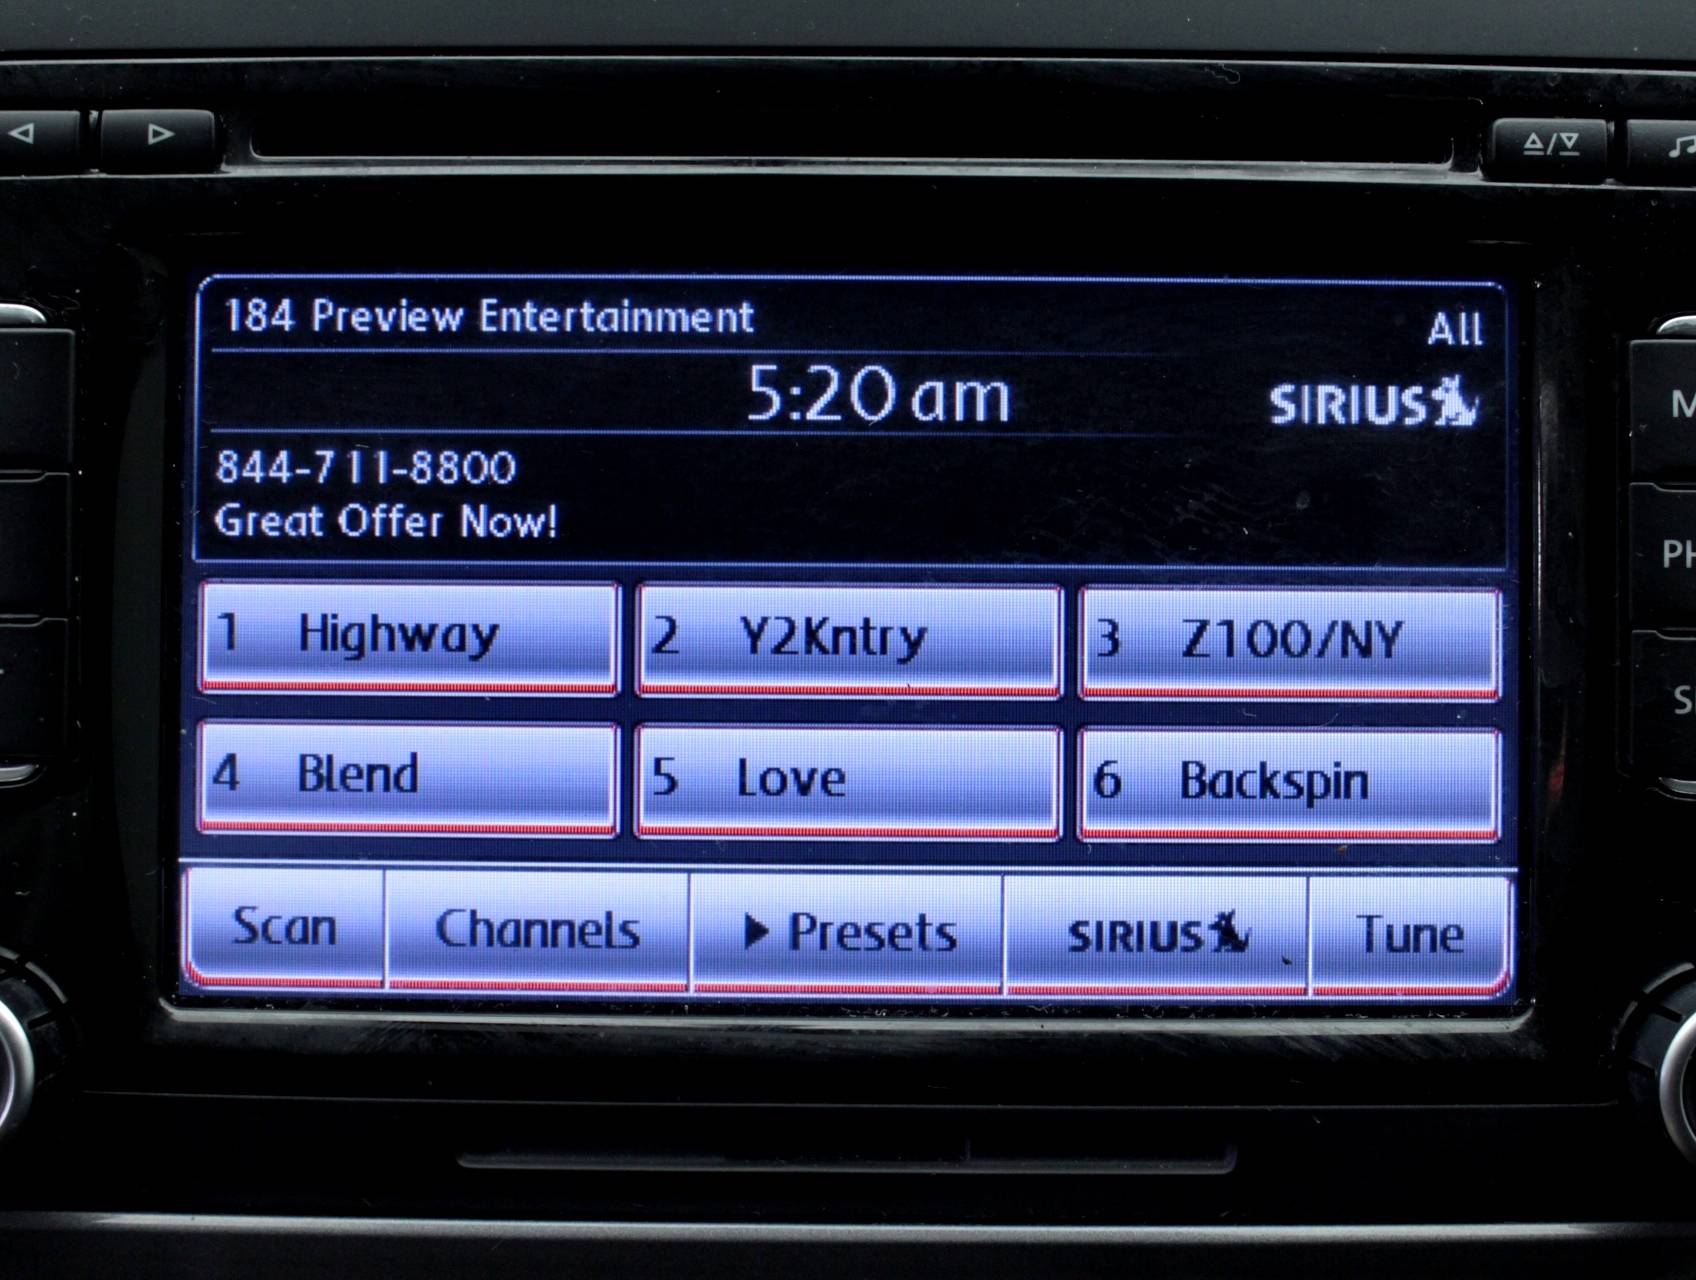 184 Preview Entertainment
All
5:20 am
SIRIUS
844-711-8800
Great Offer Now!
1 Highway
2 Y2Kntry
3 Z100/NY
4 Blend
5 Love
6 Backspin
Scan
Channels
Presets
SIRIUS
Tune